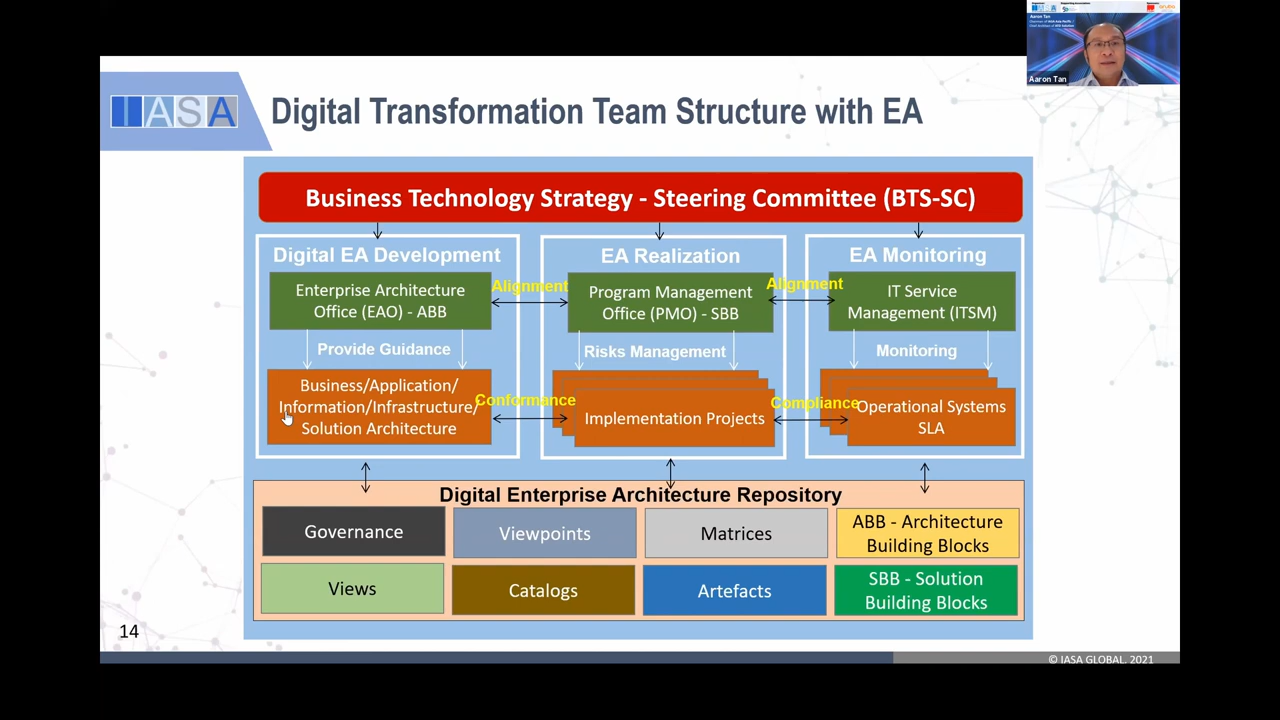 IASA
Digital Transformation Team Structure with EA
Aaron Tan
Aaron Tan
Business Technology Strategy - Steering Committee (BTS-SC)
Digital EA Development
EA Realization
EA Monitoring
Enterprise Architecture
Office (EAO) - ABB
Alignment
Program Management
Office (PMO) - SBB
Alignment
IT Service
Management (ITSM)
Provide Guidance
Risks Management
Monitoring
Business/Application/
Information/Infrastructure/
Solution Architecture
Conformance
Implementation Projects
Compliance
Operational Systems
SLA
Digital Enterprise Architecture Repository
Governance
Viewpoints
Matrices
ABB - Architecture
Building Blocks
Views
Catalogs
Artefacts
SBB - Solution
Building Blocks
14
© IASA GLOBAL, 2021